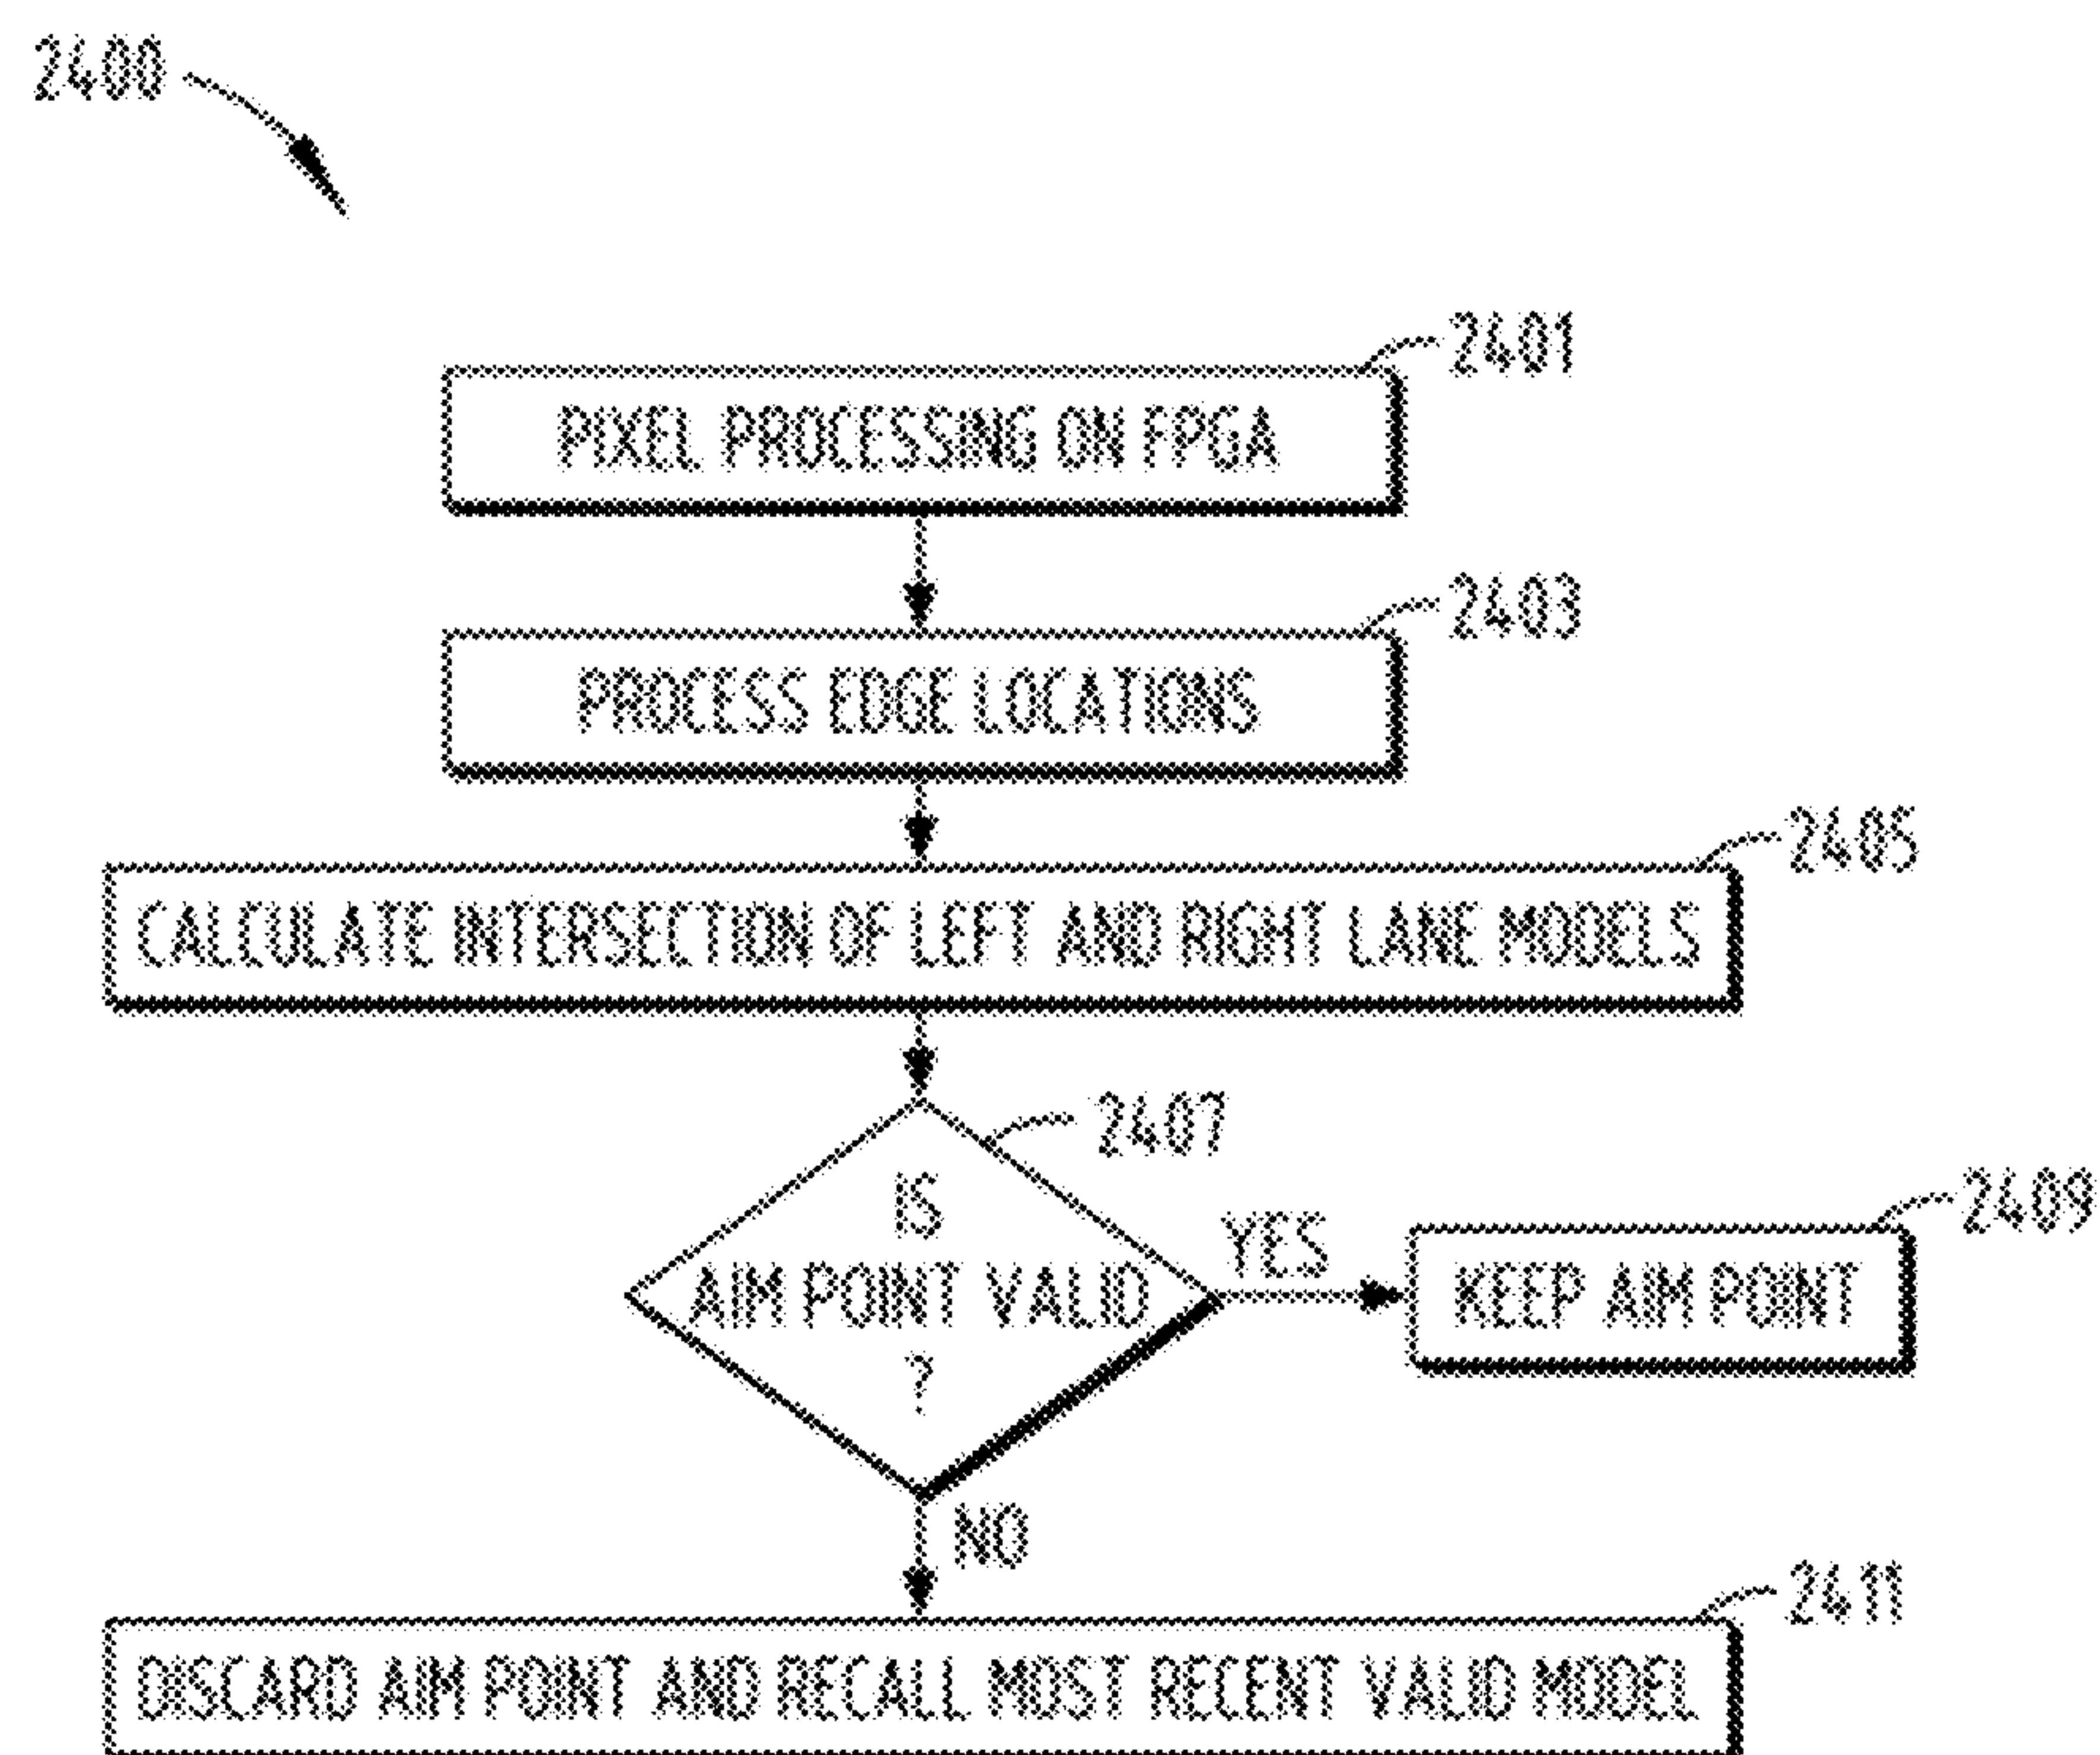 2400
2401
PIXEL PROCESSING ON FPGA
2403
PROCESS EDGE LOCATIONS
2405
CALCULATE INTERSECTION OF LEFT AND RIGHT LANE MODELS
2407
IS
AIM POINT VALID
?
YES
2409
KEEP AIM POINT
NO
2411
DISCARD AIM POINT AND RECALL MOST RECENT VALID MODEL